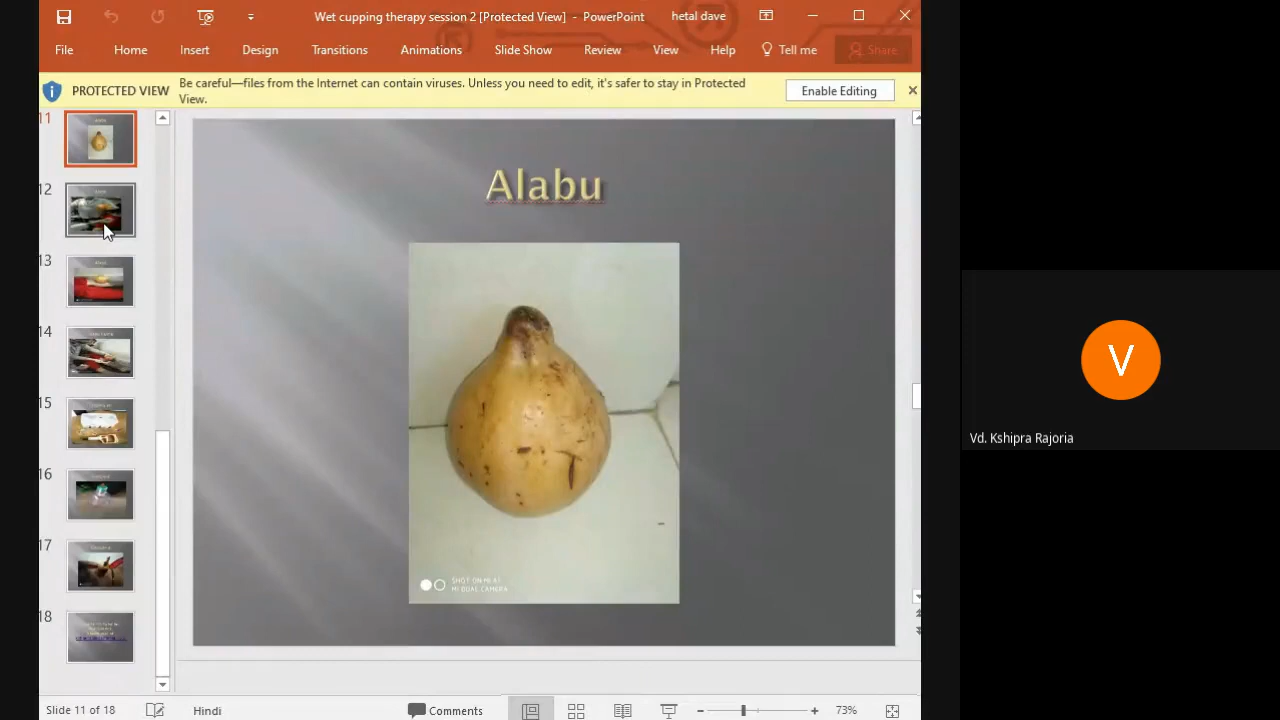 Wet cupping therapy session 2 [Protected View] - PowerPoint
hetal dave
File Home Insert Design Transitions Animations Slide Show Review View Help Tell me Share
PROTECTED VIEW
Be careful—files from the Internet can contain viruses. Unless you need to edit, it's safer to stay in Protected
View.
Enable Editing
11
12
13
14
15
16
17
18
Alabu
SHOT ON MI A1
MI DUAL CAMERA
V
Vd. Kshipra Rajoria
Slide 11 of 18
Hindi
Comments
73%